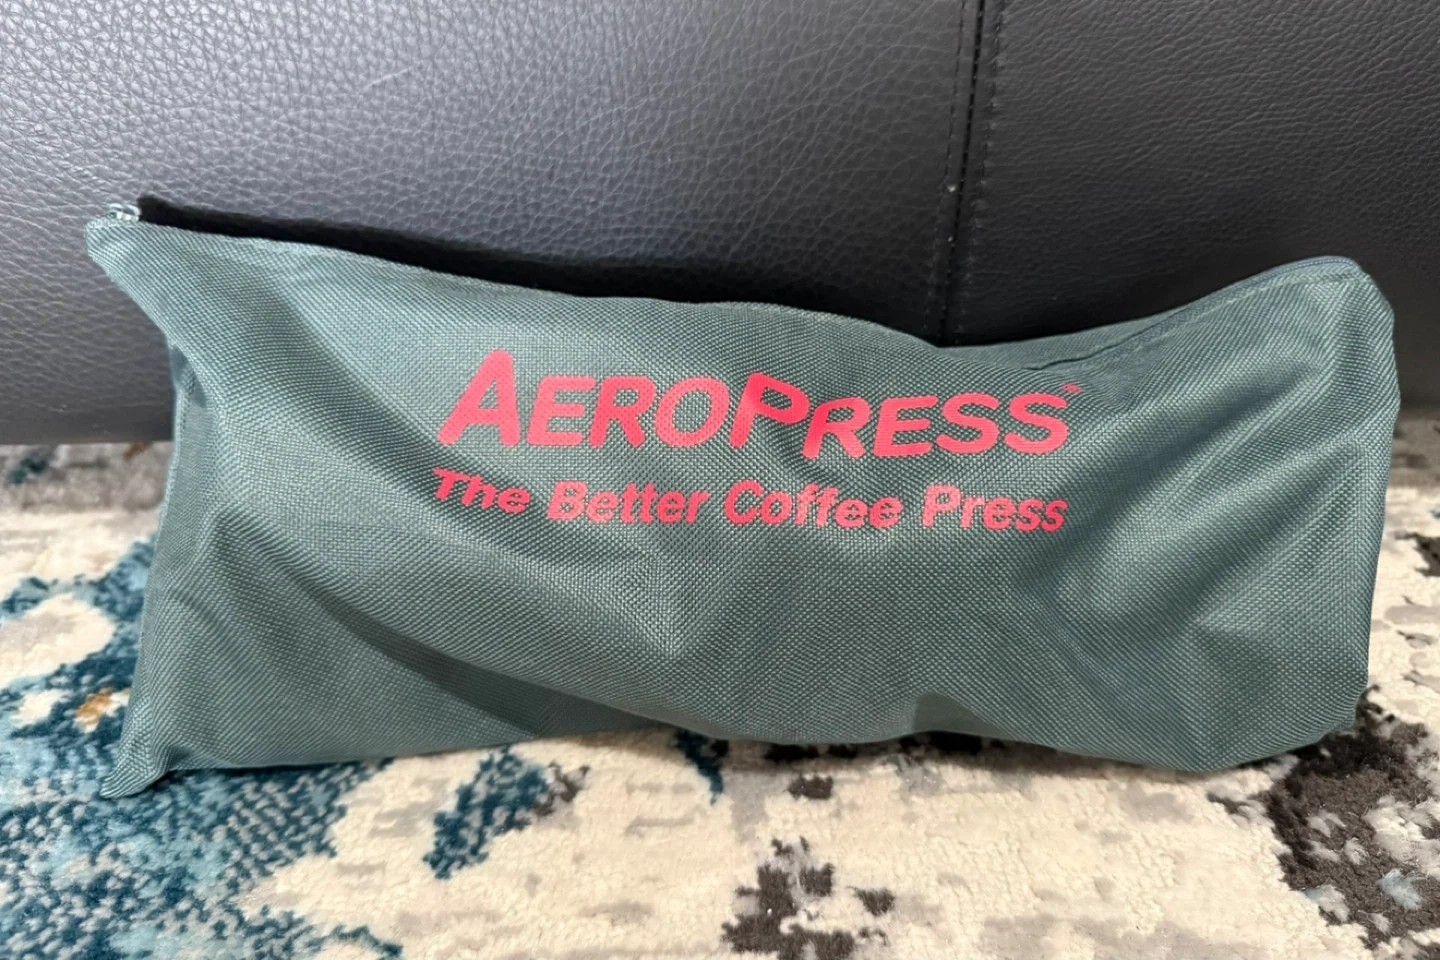 AEROPRESS™
The Better Coffee Press